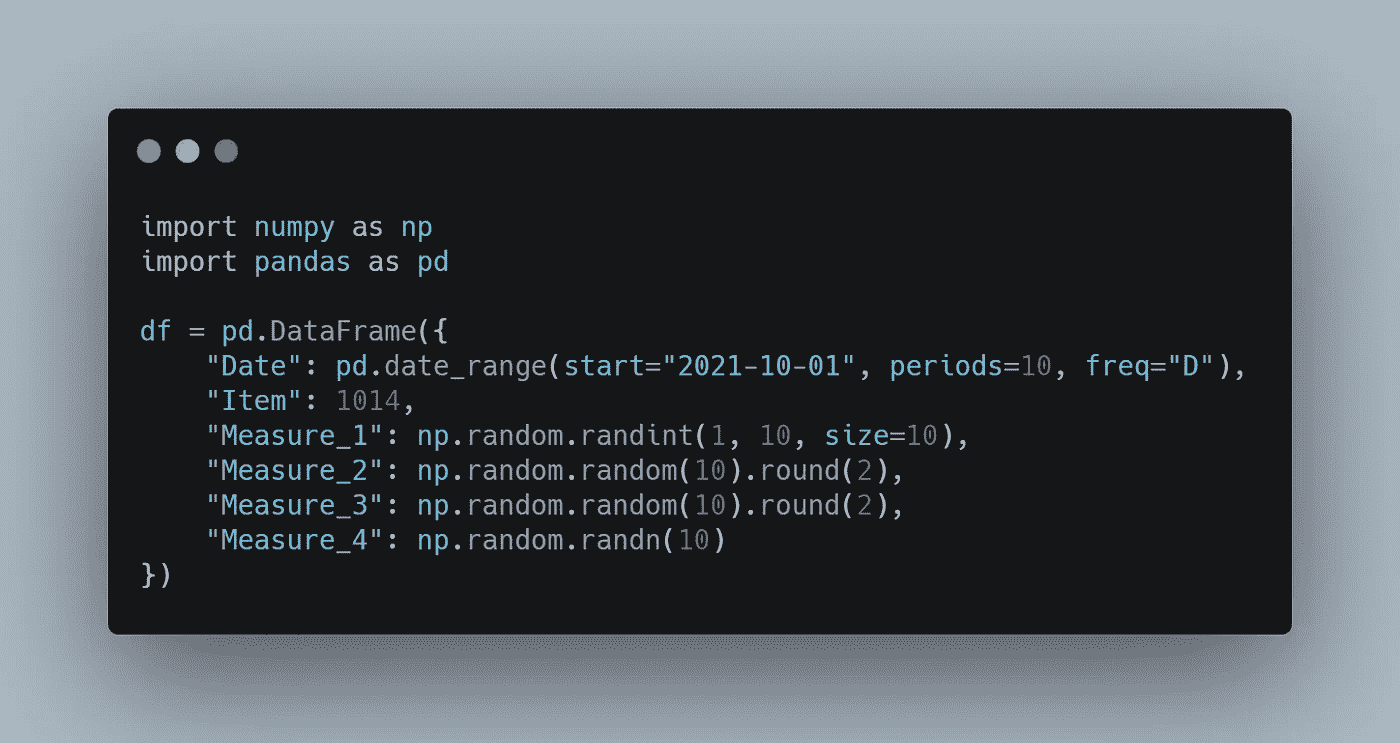 import numpy as np
import pandas as pd

df = pd.DataFrame({
    "Date": pd.date_range(start="2021-10-01", periods=10, freq="D"),
    "Item": 1014,
    "Measure_1": np.random.randint(1, 10, size=10),
    "Measure_2": np.random.random(10).round(2),
    "Measure_3": np.random.random(10).round(2),
    "Measure_4": np.random.randn(10)
})